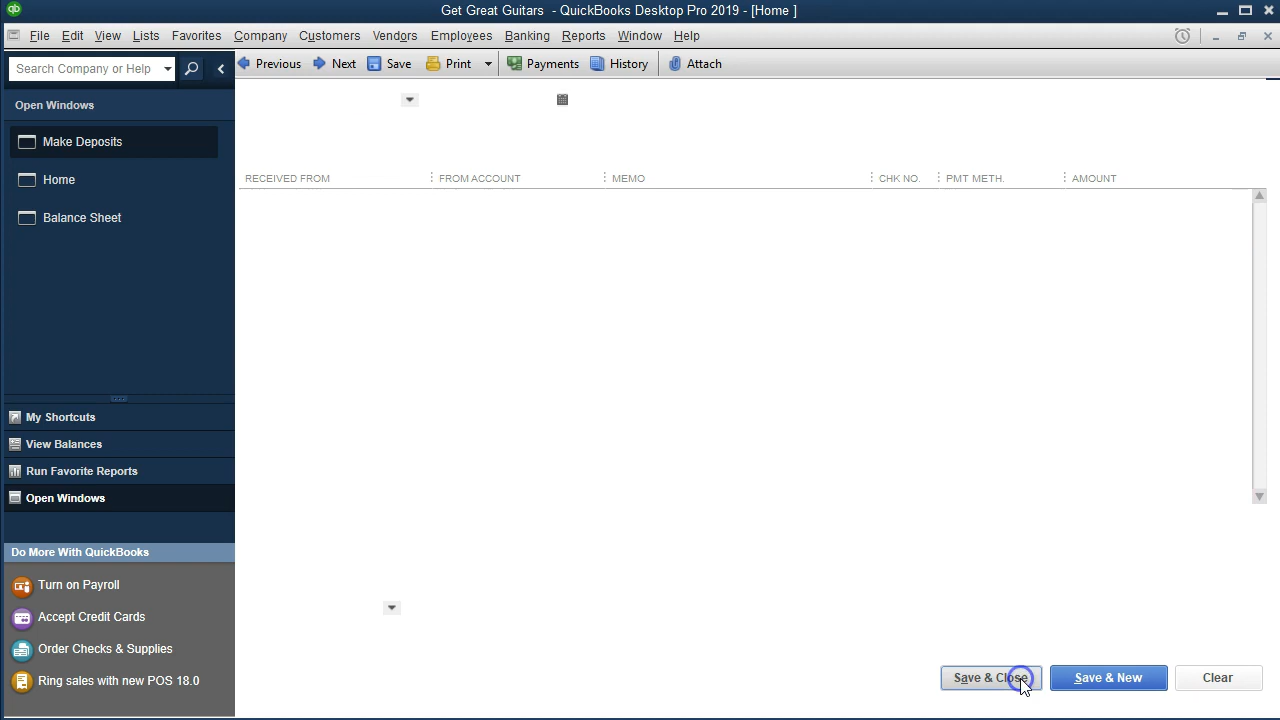 qb
Get Great Guitars - QuickBooks Desktop Pro 2019 - [Home ]
File Edit View Lists Favorites Company Customers Vendors Employees Banking Reports Window Help
Search Company or Help
Previous Next Save Print Payments History Attach
Open Windows
Make Deposits
Home
Balance Sheet
RECEIVED FROM FROM ACCOUNT MEMO CHK NO. PMT METH. AMOUNT
My Shortcuts
View Balances
Run Favorite Reports
Open Windows
Do More With QuickBooks
Turn on Payroll
Accept Credit Cards
Order Checks & Supplies
Ring sales with new POS 18.0
Save & Close Save & New Clear